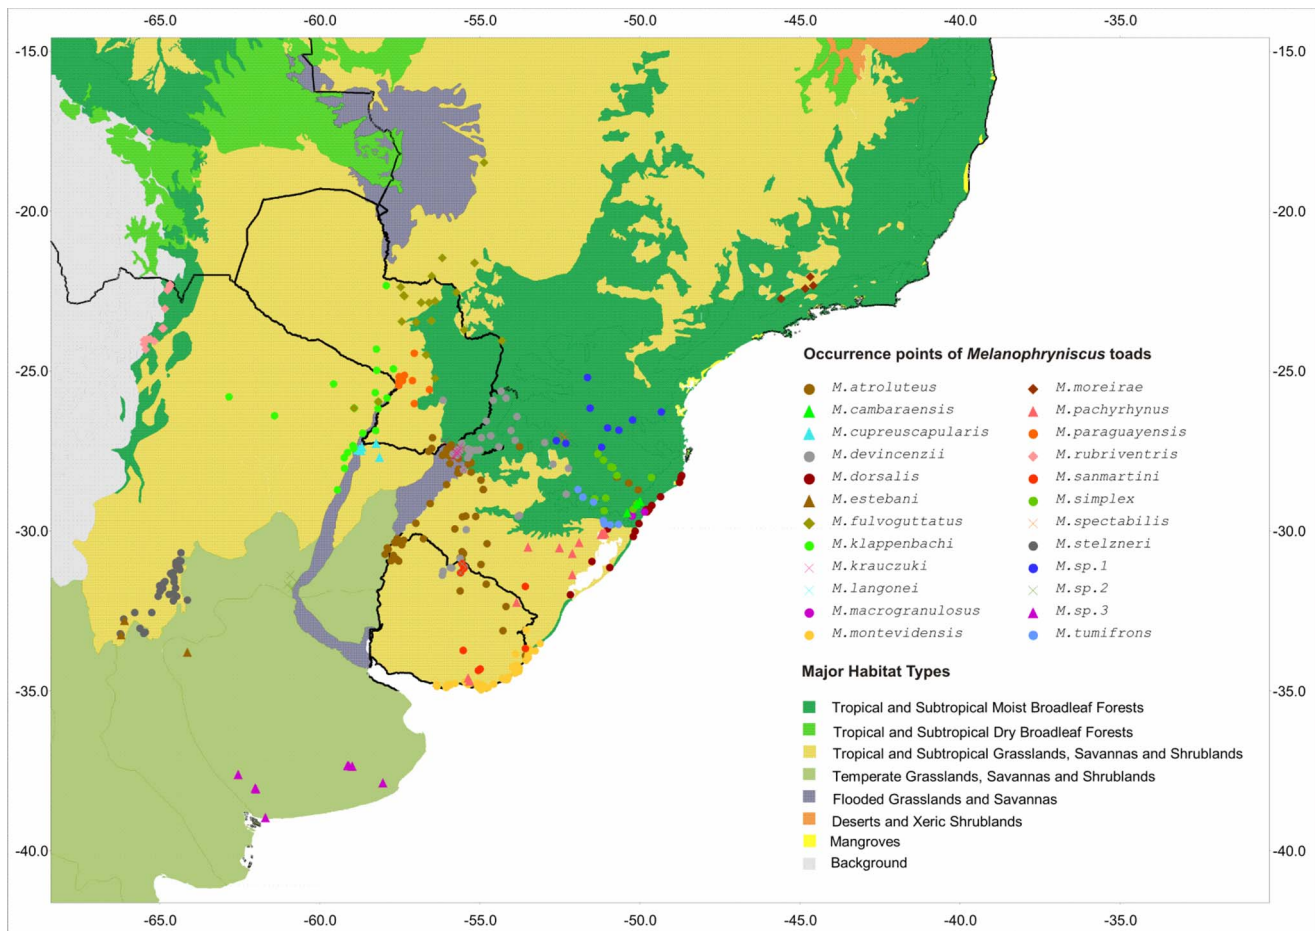 -65.0 -60.0 -55.0 -50.0 -45.0 -40.0 -35.0
-15.0 -15.0
-20.0 -20.0
-25.0 -25.0
-30.0 -30.0
-35.0 -35.0
-40.0 -40.0
-65.0 -60.0 -55.0 -50.0 -45.0 -40.0 -35.0
Occurrence points of Melanophryniscus toads
M.atroluteus
M.cambaraensis
M.cupreuscapularis
M.devincenzii
M.dorsalis
M.estebani
M.fulvoguttatus
M.klappenbachi
M.krauczuki
M.langonei
M.macrogranulosus
M.montevidensis
M.moreirae
M.pachyrhynus
M.paraguayensis
M.rubriventris
M.sanmartini
M.simplex
M.spectabilis
M.stelzneri
M.sp.1
M.sp.2
M.sp.3
M.tumifrons
Major Habitat Types
Tropical and Subtropical Moist Broadleaf Forests
Tropical and Subtropical Dry Broadleaf Forests
Tropical and Subtropical Grasslands, Savannas and Shrublands
Temperate Grasslands, Savannas and Shrublands
Flooded Grasslands and Savannas
Deserts and Xeric Shrublands
Mangroves
Background